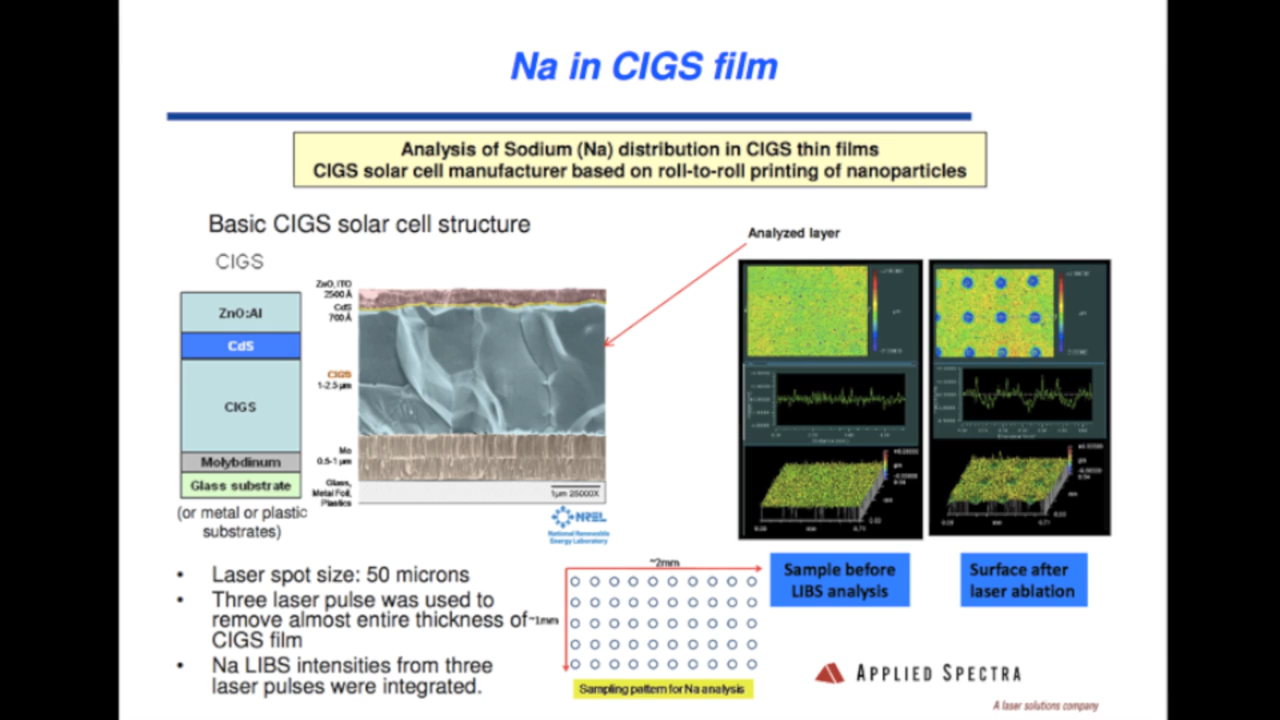 Na in CIGS film
Analysis of Sodium (Na) distribution in CIGS thin films
CIGS solar cell manufacturer based on roll-to-roll printing of nanoparticles
Basic CIGS solar cell structure
CIGS
ZnO:Al
CdS
CIGS
Molybdinum
Glass substrate
(or metal or plastic
substrates)
ZnO, ITO
2500 Å
CdS
700 Å
CIGS
1-2.5 µm
Mo
0.5-1 µm
Glass,
Metal Foil,
Plastics
1µm 25000X
NREL
National Renewable
Energy Laboratory
Analyzed layer
Sample before
LIBS analysis
Surface after
laser ablation
• Laser spot size: 50 microns
• Three laser pulse was used to
remove almost entire thickness of
CIGS film
• Na LIBS intensities from three
laser pulses were integrated.
~2mm
~1mm
Sampling pattern for Na analysis
APPLIED SPECTRA
A laser solutions company